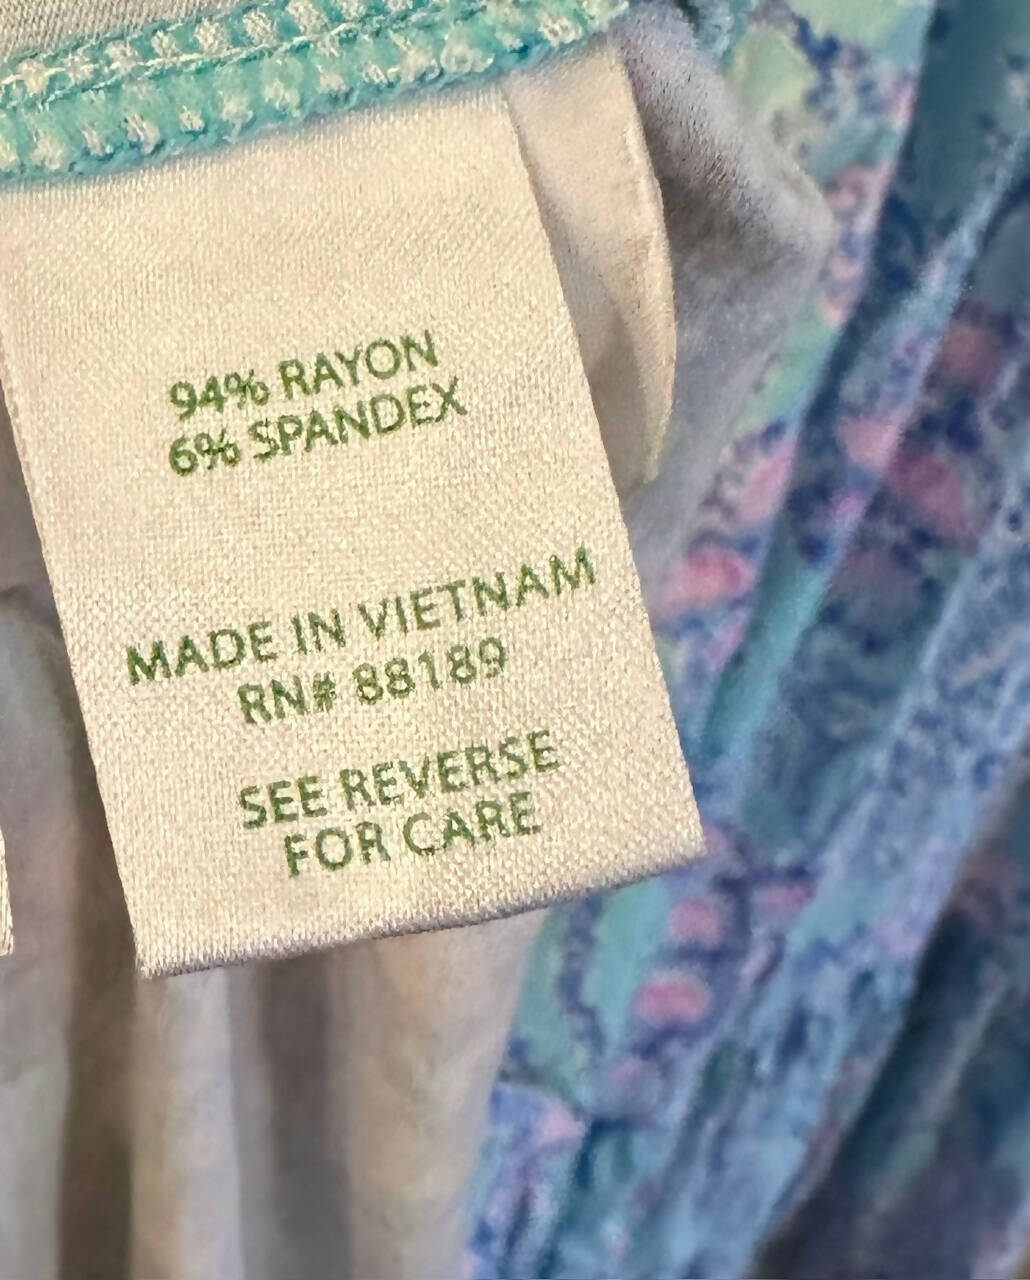 94% RAYON
6% SPANDEX
MADE IN VIETNAM
RN# 88189
SEE REVERSE
FOR CARE